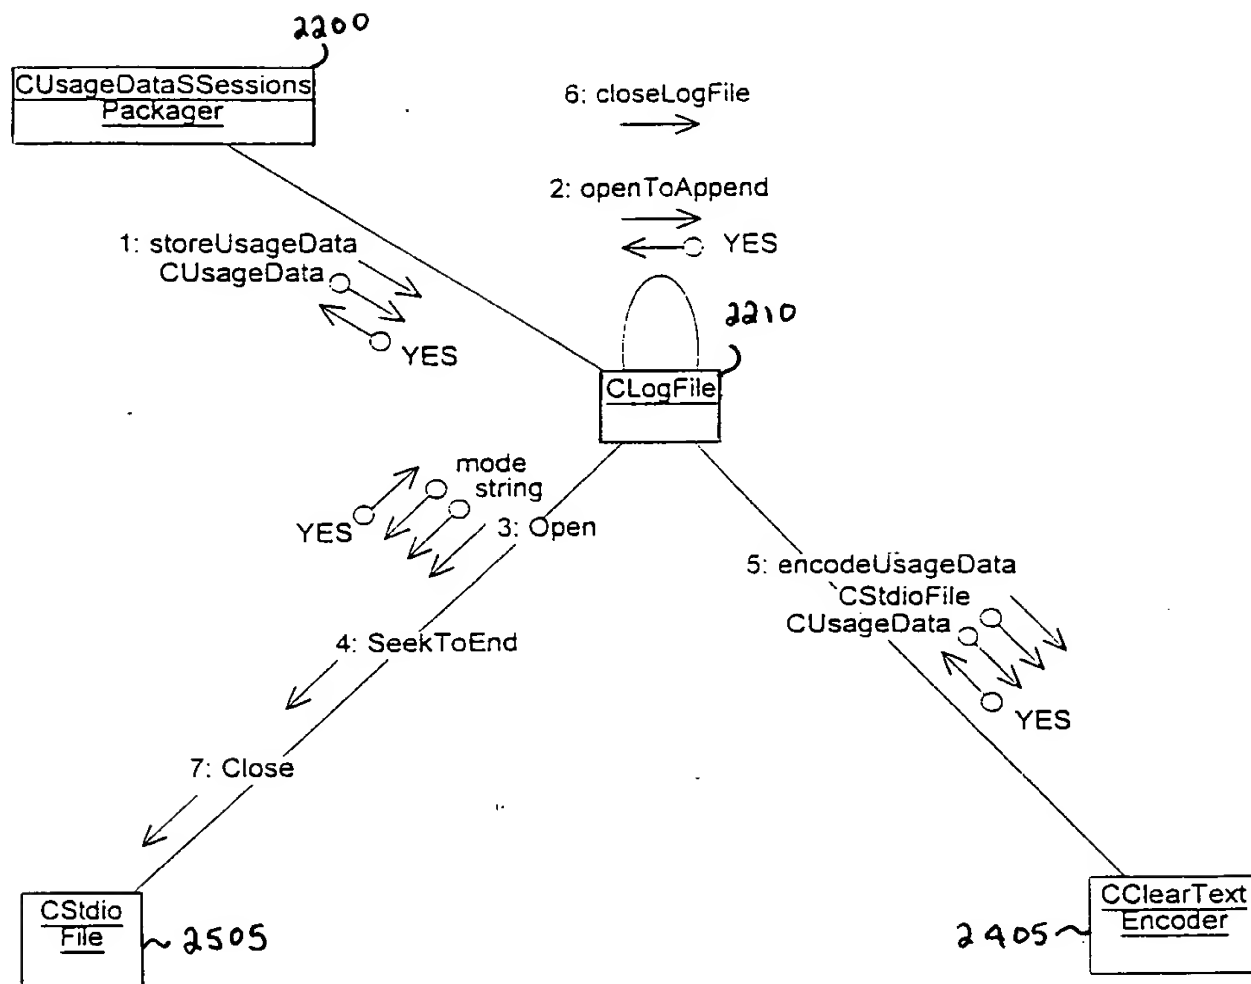 2200
CUsageDataSSessions
Packager
6: closeLogFile
2: openToAppend
YES
1: storeUsageData
CUsageData
YES
2210
CLogFile
mode
string
YES
3: Open
5: encodeUsageData
CStdioFile
CUsageData
YES
4: SeekToEnd
7: Close
CStdio
File
2505
2405
CClearText
Encoder